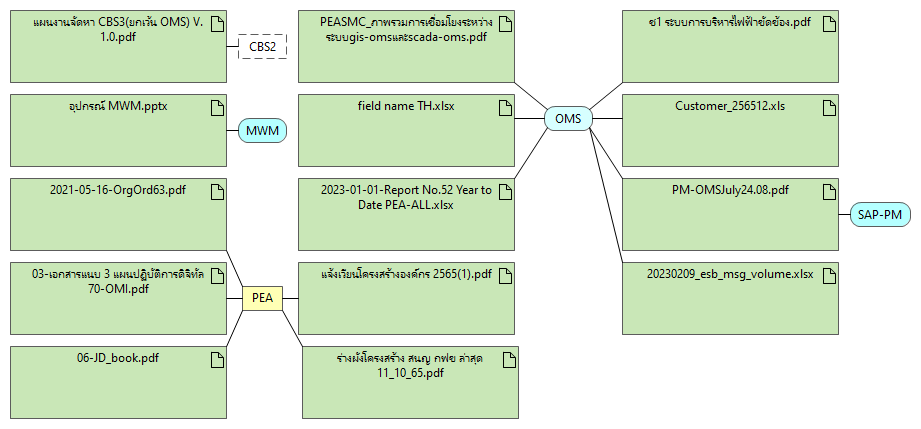 แผนงานจัดหา CBS3(ยกเว้น OMS) V.
1.0.pdf
CBS2
PEASMC_ภาพรวมการเชื่อมโยงระหว่าง
ระบบgis-omsและscada-oms.pdf
ซ1 ระบบการบริหารไฟฟ้าขัดข้อง.pdf
อุปกรณ์ MWM.pptx
MWM
field name TH.xlsx
OMS
Customer_256512.xls
2021-05-16-OrgOrd63.pdf
2023-01-01-Report No.52 Year to
Date PEA-ALL.xlsx
PM-OMSJuly24.08.pdf
SAP-PM
03-เอกสารแนบ 3 แผนปฏิบัติการดิจิทัล
70-OMI.pdf
PEA
แจ้งเวียนโครงสร้างองค์กร 2565(1).pdf
20230209_esb_msg_volume.xlsx
06-JD_book.pdf
ร่างผังโครงสร้าง สนญ กฟข ล่าสุด
11_10_65.pdf